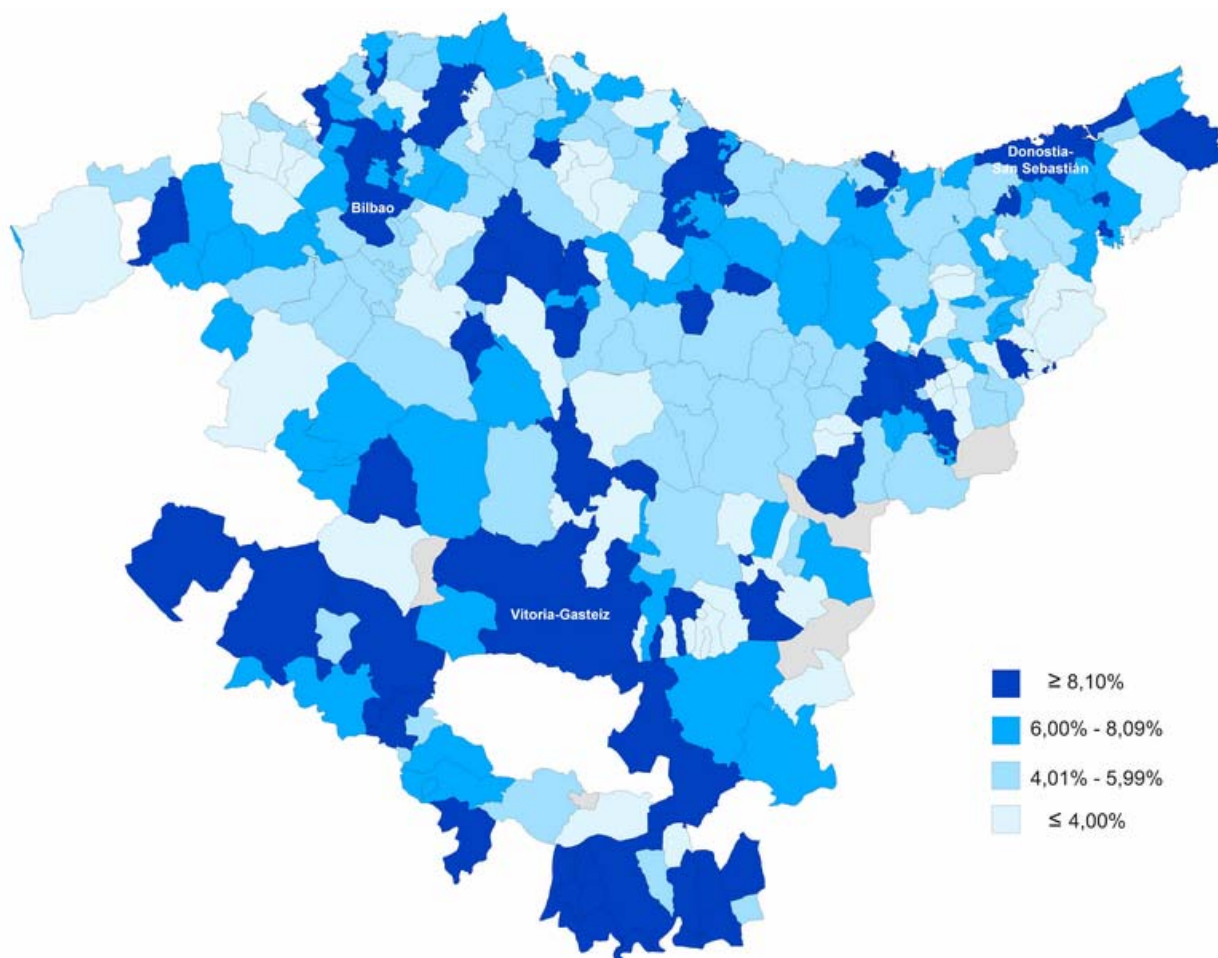 Donostia-
San Sebastián
Bilbao
Vitoria-Gasteiz
≥ 8,10%
6,00% - 8,09%
4,01% - 5,99%
≤ 4,00%